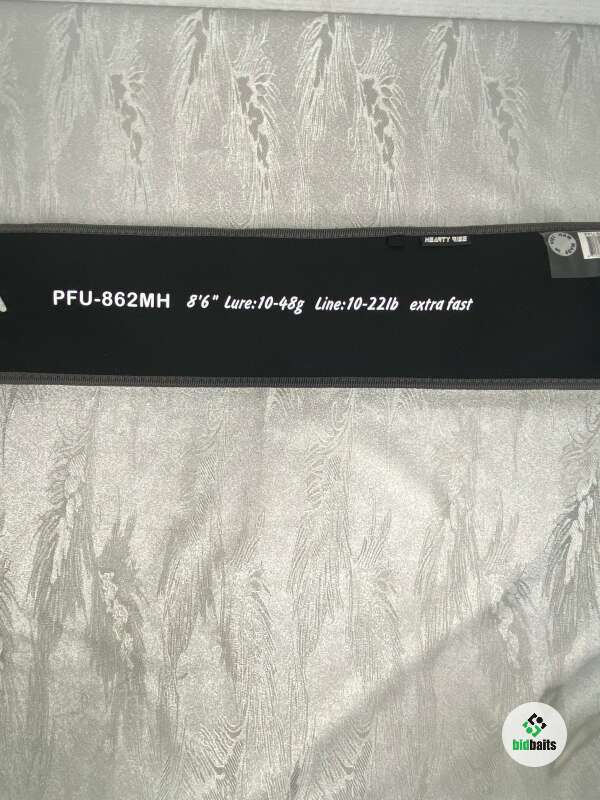 HEARTY RISE
PFU-862MH 8'6" Lure:10-48g Line:10-22lb extra fast
bidbaits